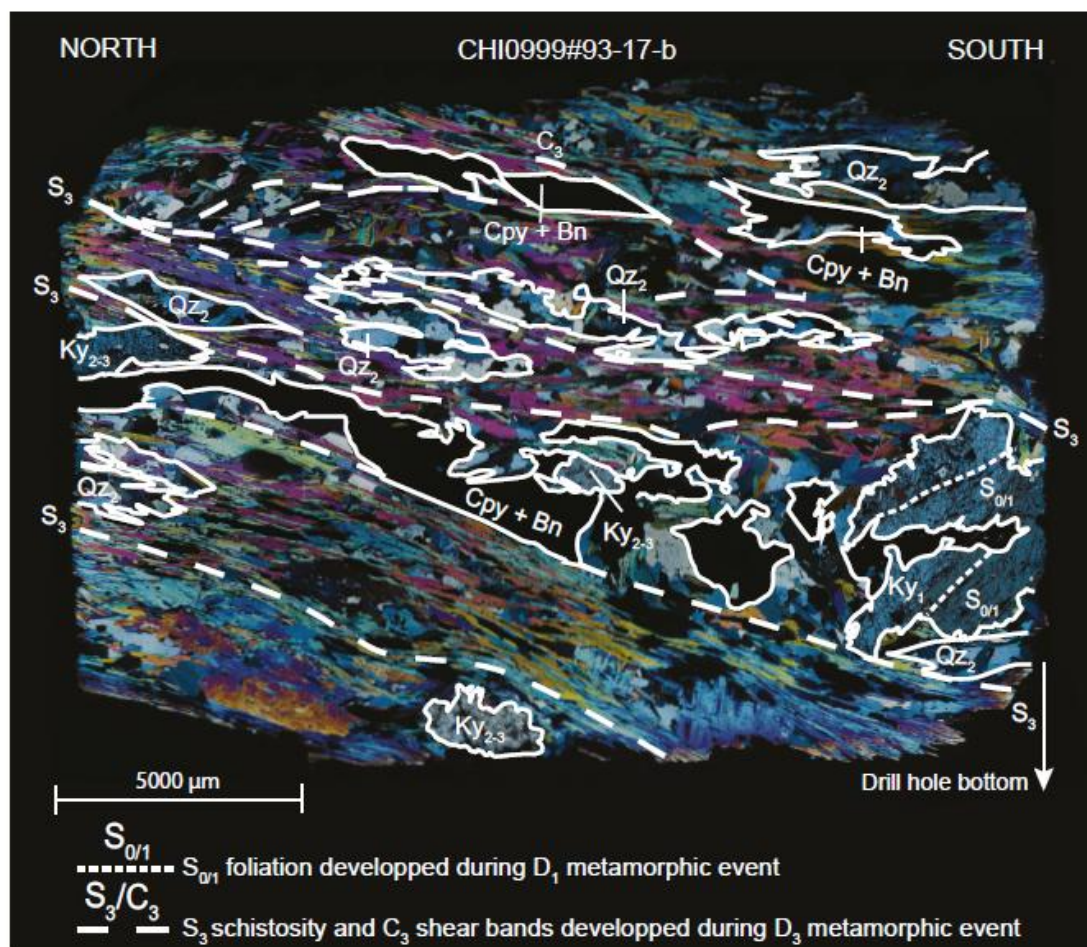 NORTH CHI0999#93-17-b SOUTH
C₃
Qz₂
S₃
Cpy + Bn
Cpy + Bn
Qz₂
S₃
Qz₂
Ky₂₋₃
Qz₂
S₃
Qz₂
S₀/₁
Cpy + Bn
S₃
Ky₂₋₃
Ky₁
S₀/₁
Qz₂
S₃
Ky₂₋₃
5000 µm
Drill hole bottom
S₀/₁
S₀/₁ foliation developped during D₁ metamorphic event
S₃/C₃
S₃ schistosity and C₃ shear bands developped during D₃ metamorphic event